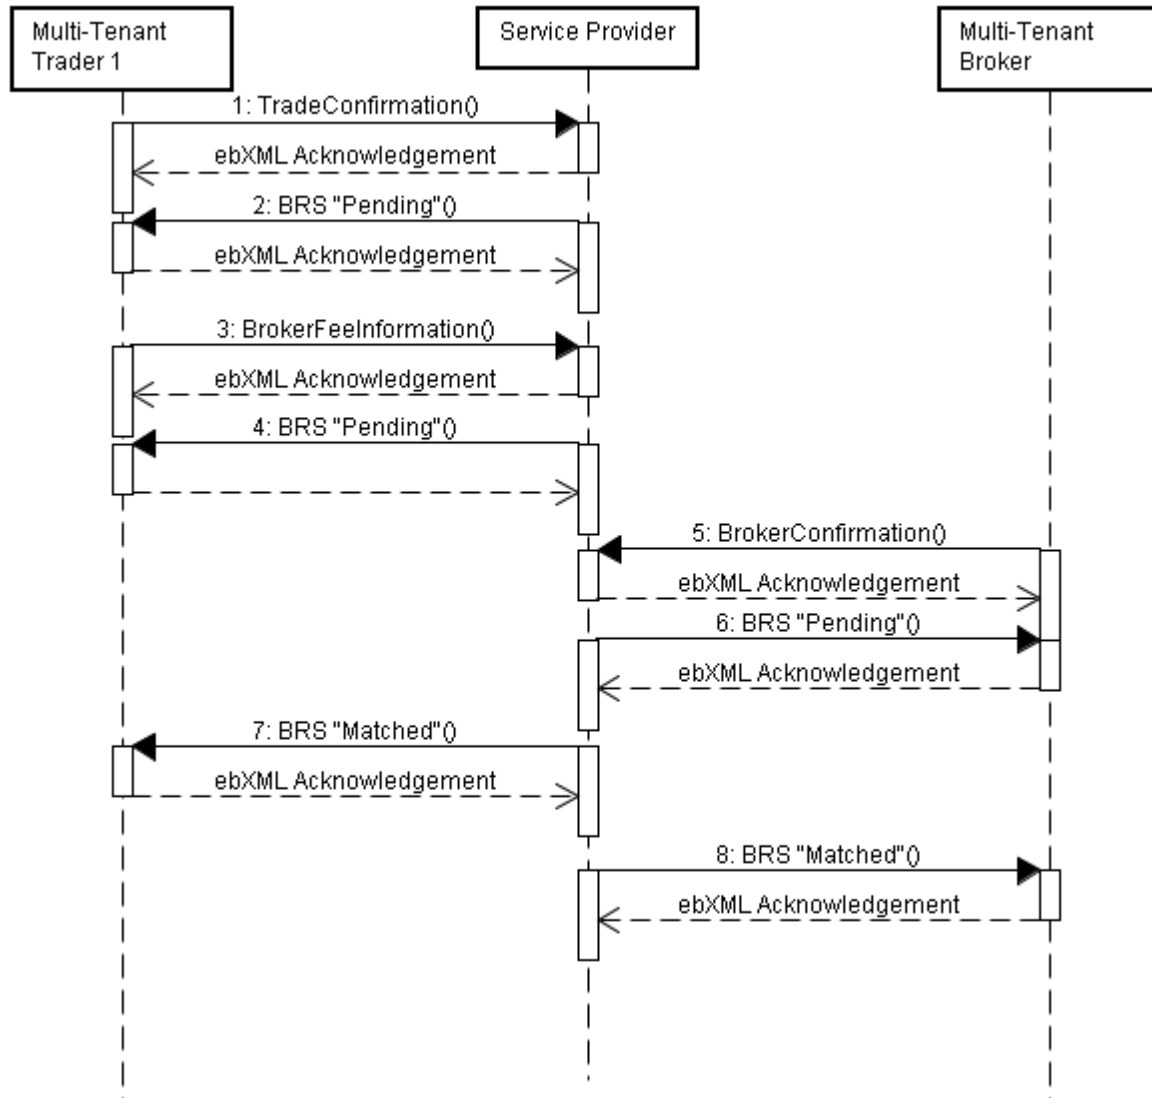 Multi-Tenant
Trader 1
Service Provider
Multi-Tenant
Broker
1: TradeConfirmation()
ebXML Acknowledgement
2: BRS "Pending"()
ebXML Acknowledgement
3: BrokerFeeInformation()
ebXML Acknowledgement
4: BRS "Pending"()
5: BrokerConfirmation()
ebXML Acknowledgement
6: BRS "Pending"()
ebXML Acknowledgement
7: BRS "Matched"()
ebXML Acknowledgement
8: BRS "Matched"()
ebXML Acknowledgement